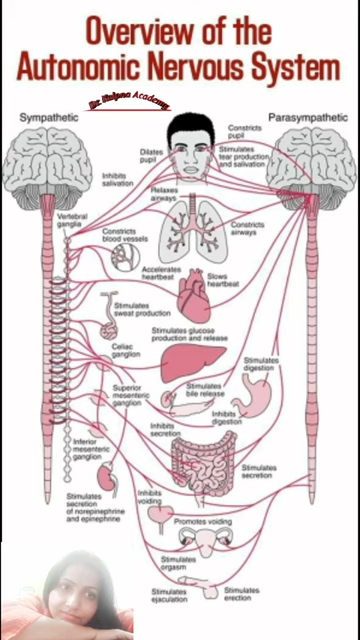 Overview of the
Autonomic Nervous System
Dr. Kalpna Academy
Sympathetic
Parasympathetic
Constricts
pupil
Dilates
pupil
Stimulates
tear production
and salivation
Inhibits
salivation
Relaxes
airways
Vertebral
ganglia
Constricts
blood vessels
Constricts
airways
Accelerates
heartbeat
Slows
heartbeat
Stimulates
sweat production
Stimulates glucose
production and release
Celiac
ganglion
Stimulates
digestion
Superior
mesenteric
ganglion
Stimulates
bile release
Inhibits
digestion
Inhibits
secretion
Inferior
mesenteric
ganglion
Stimulates
secretion
Stimulates
secretion
of norepinephrine
and epinephrine
Inhibits
voiding
Promotes voiding
Stimulates
orgasm
Stimulates
ejaculation
Stimulates
erection